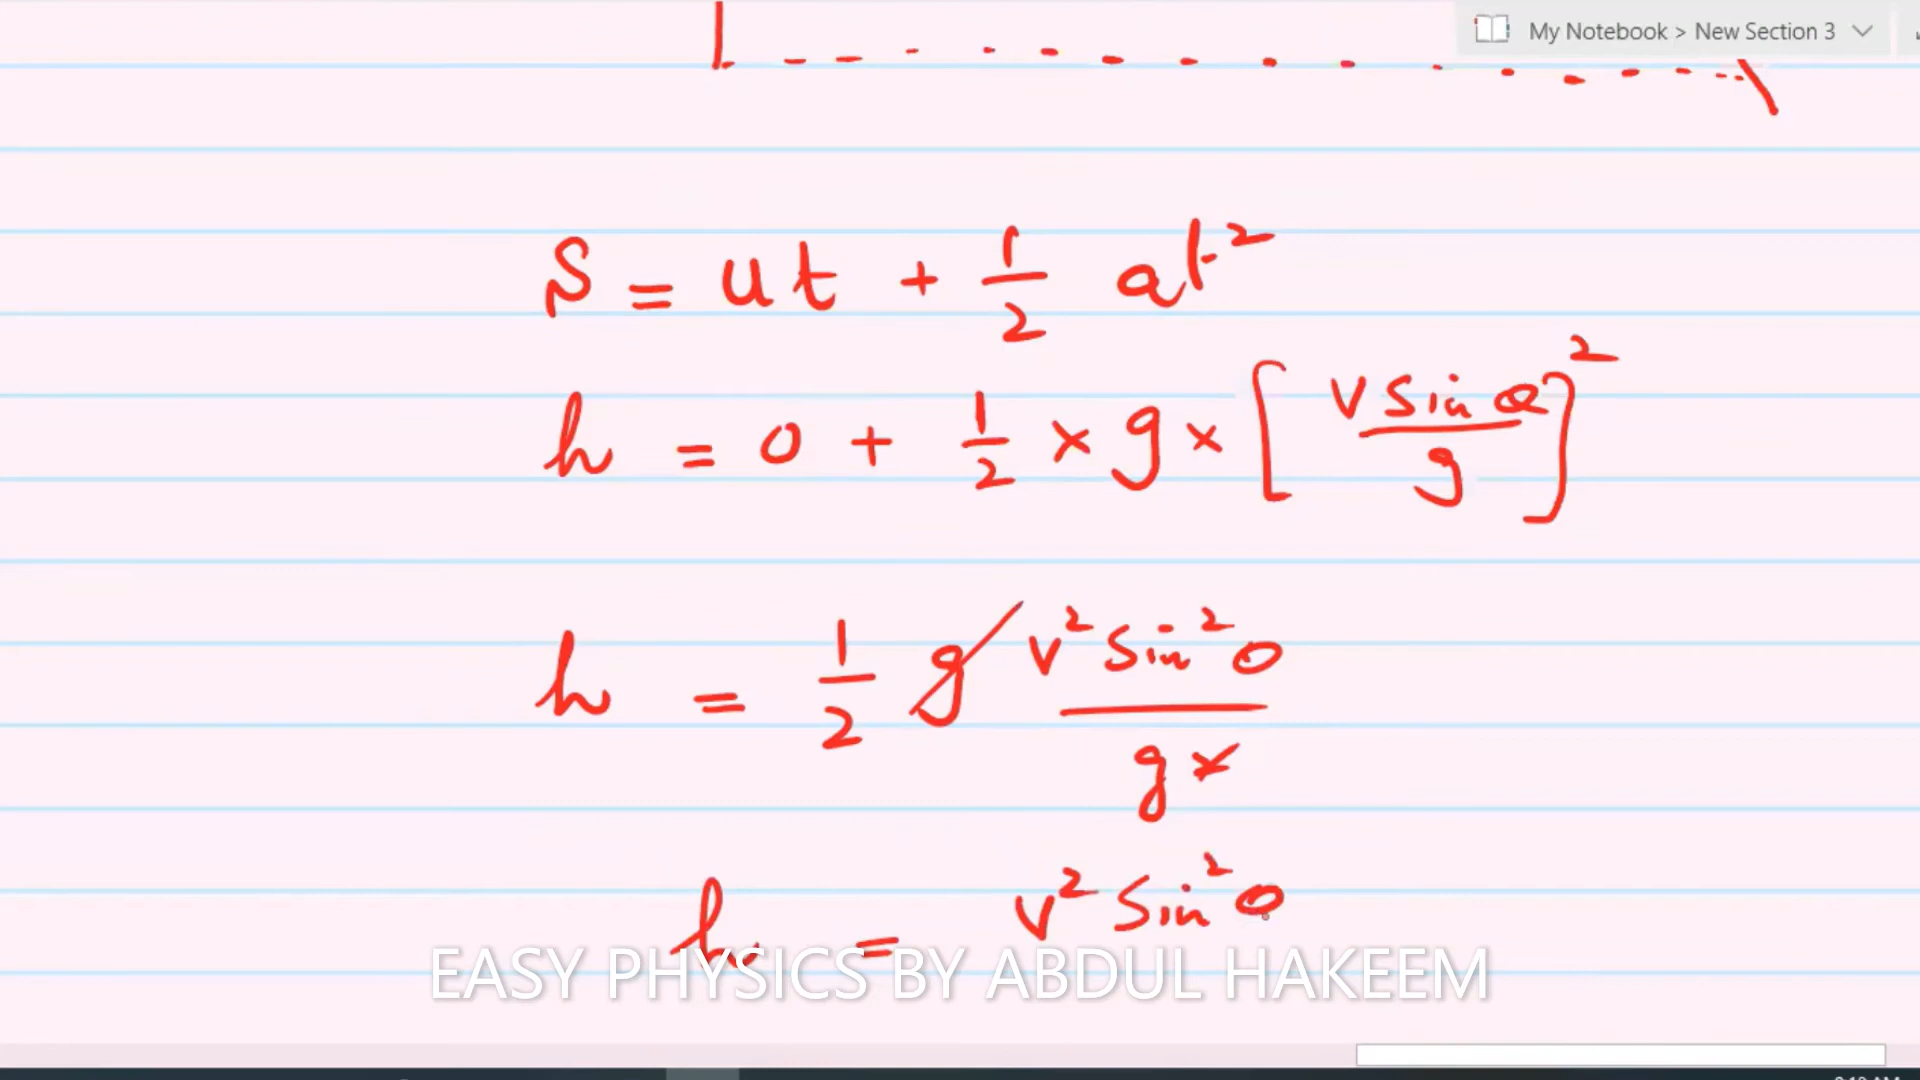 My Notebook > New Section 3
S = ut + 1/2 at²
h = 0 + 1/2 × g × [v sin θ / g]²
h = 1/2 g v² sin² θ / g²
h = v² sin² θ
EASY PHYSICS BY ABDUL HAKEEM